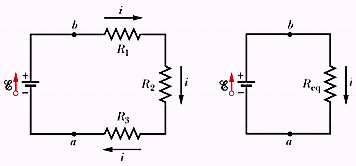 i
b
b
R1
+
ℰ
−
R2
i
+
ℰ
−
Req
i
R3
a
i
a